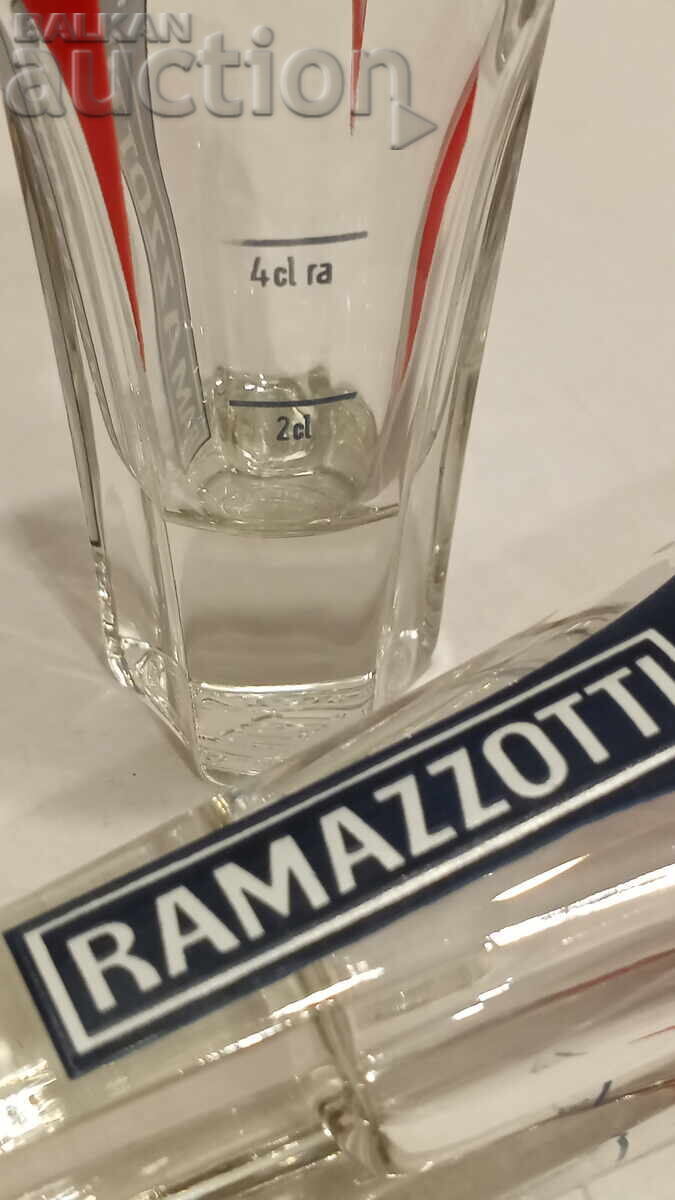 BALKAN
auction
4cl ra
2cl
RAMAZZOTTI